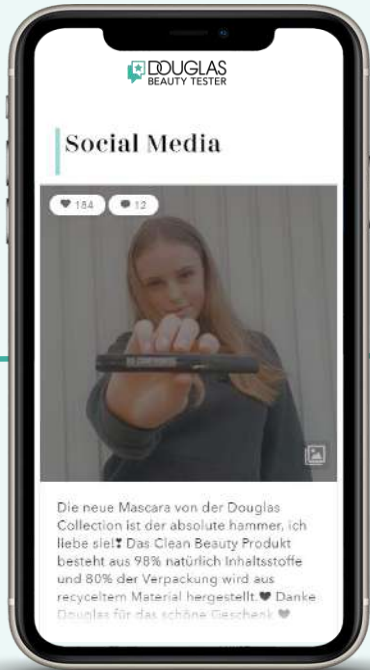 DOUGLAS
BEAUTY TESTER
Social Media
184 12
Die neue Mascara von der Douglas
Collection ist der absolute hammer, ich
liebe sie!❣ Das Clean Beauty Produkt
besteht aus 98% natürlich Inhaltsstoffe
und 80% der Verpackung wird aus
recyceltem Material hergestellt.♥ Danke
Douglas für das schöne Geschenk ♥